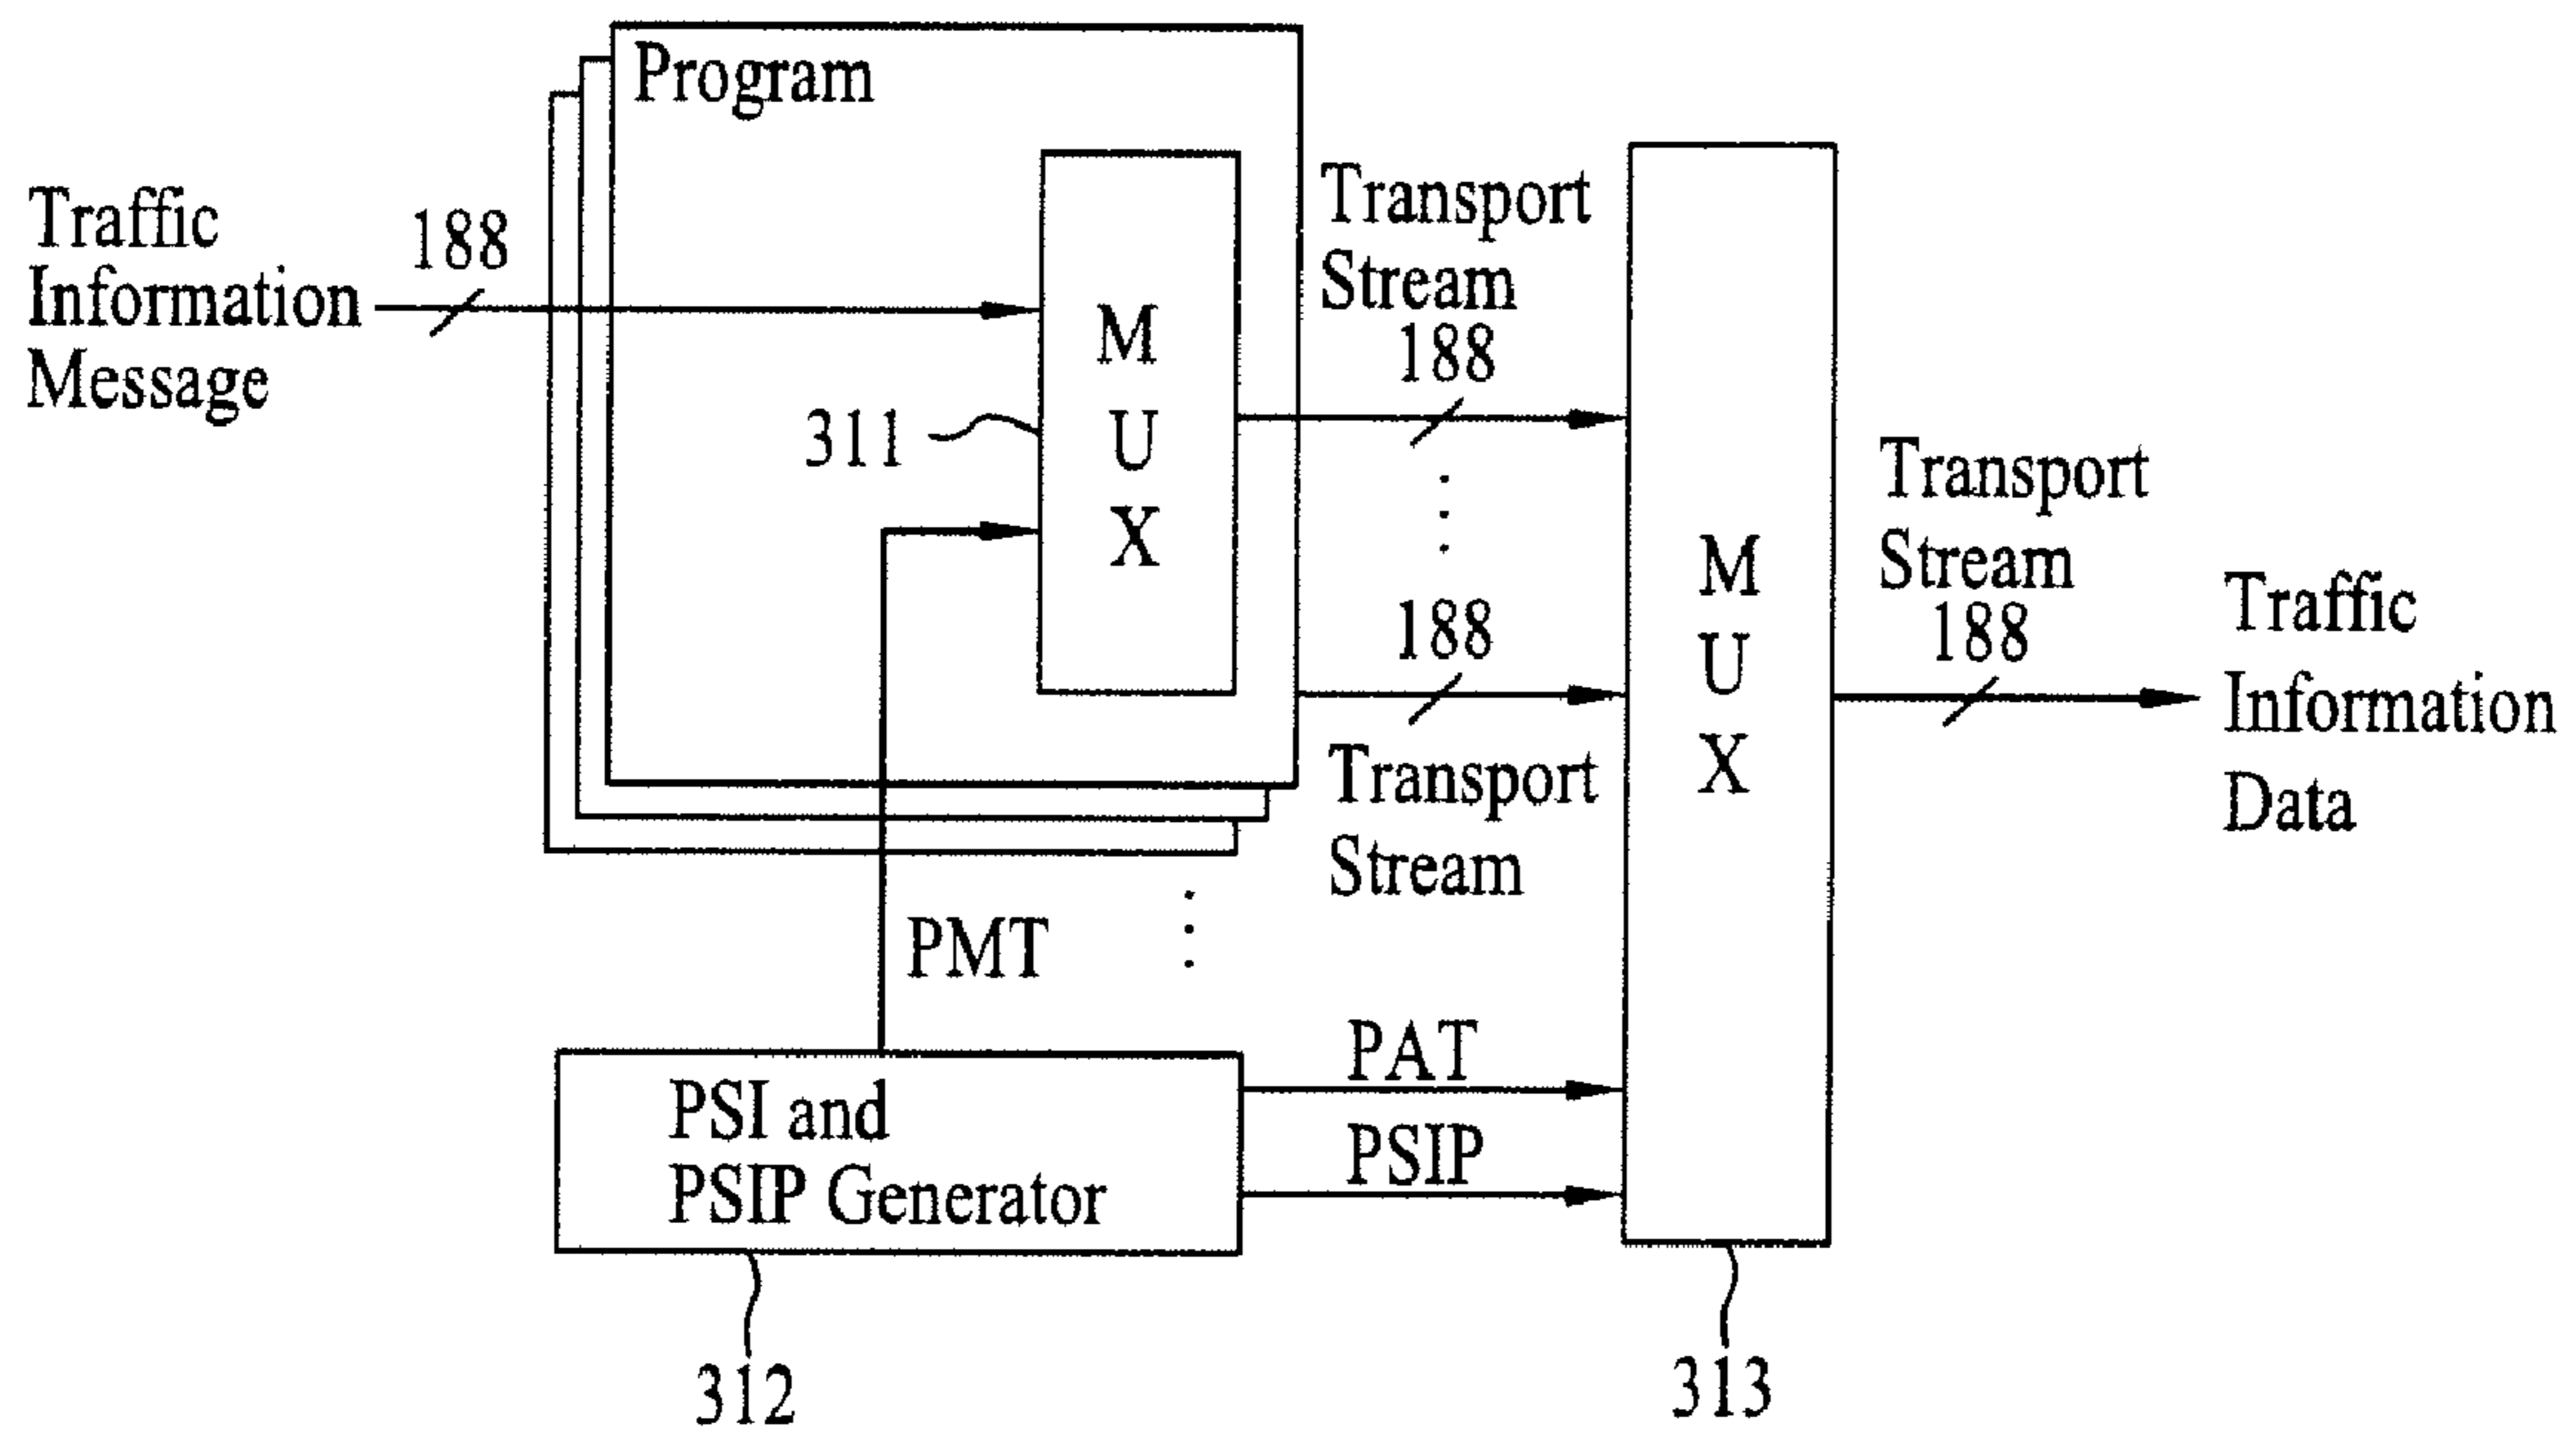 Program
Traffic
Information
Message
188
M
U
X
311
Transport
Stream
188
188
Transport
Stream
M
U
X
Transport
Stream
188
Traffic
Information
Data
PMT
PSI and
PSIP Generator
PAT
PSIP
312
313